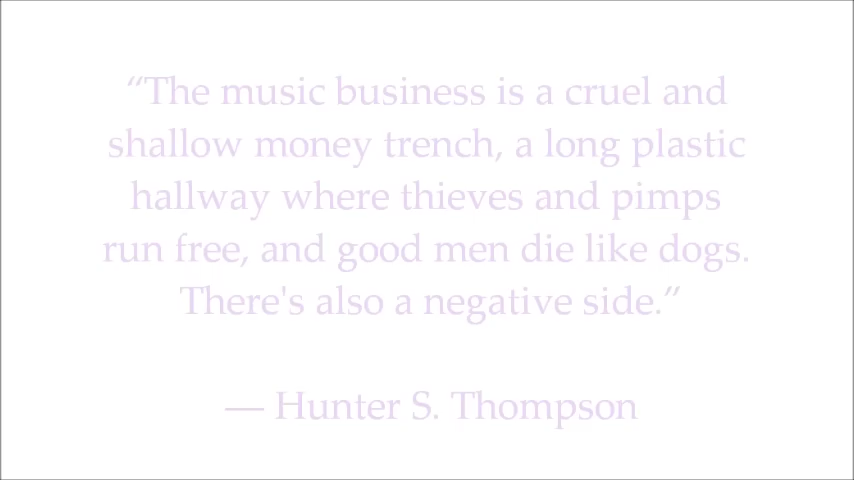 “The music business is a cruel and
shallow money trench, a long plastic
hallway where thieves and pimps
run free, and good men die like dogs.
There's also a negative side.”
— Hunter S. Thompson